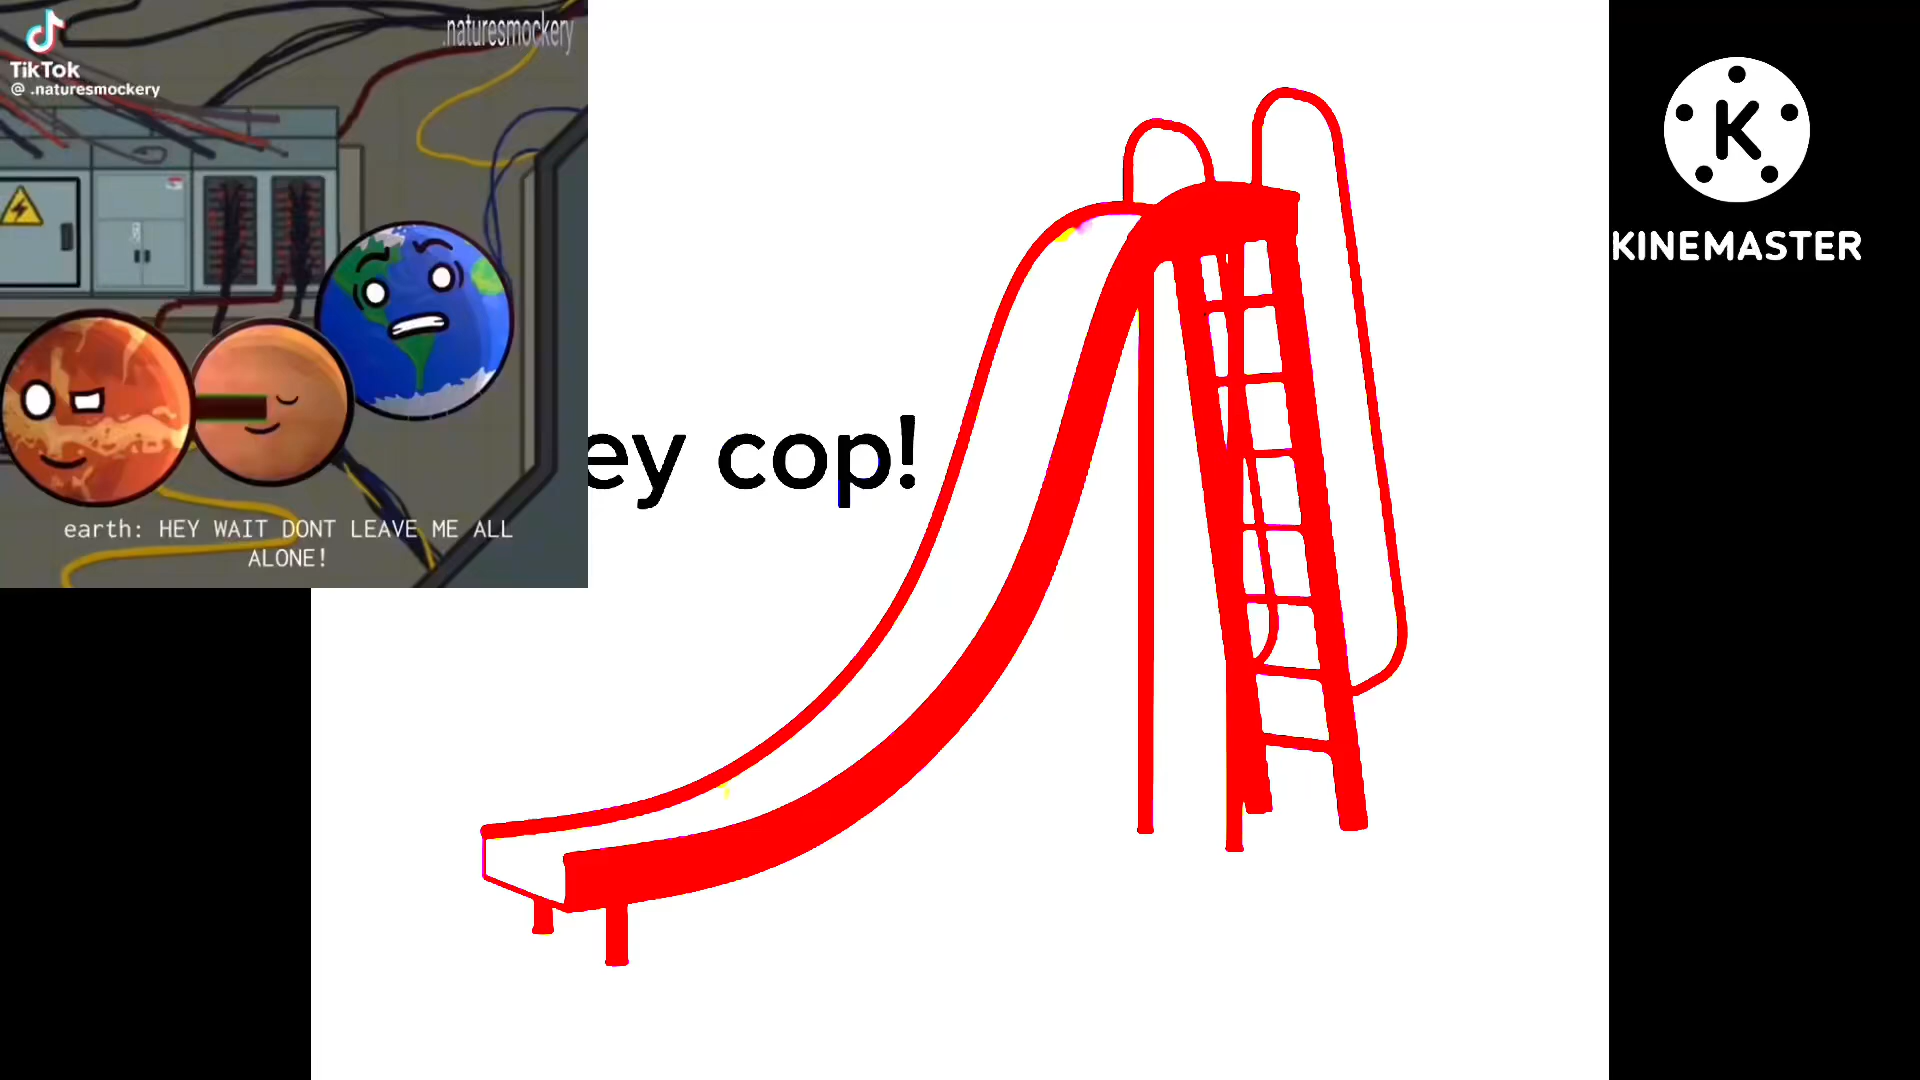 .naturesmockery
TikTok
@ .naturesmockery
K
KINEMASTER
ey cop!
earth: HEY WAIT DONT LEAVE ME ALL
ALONE!